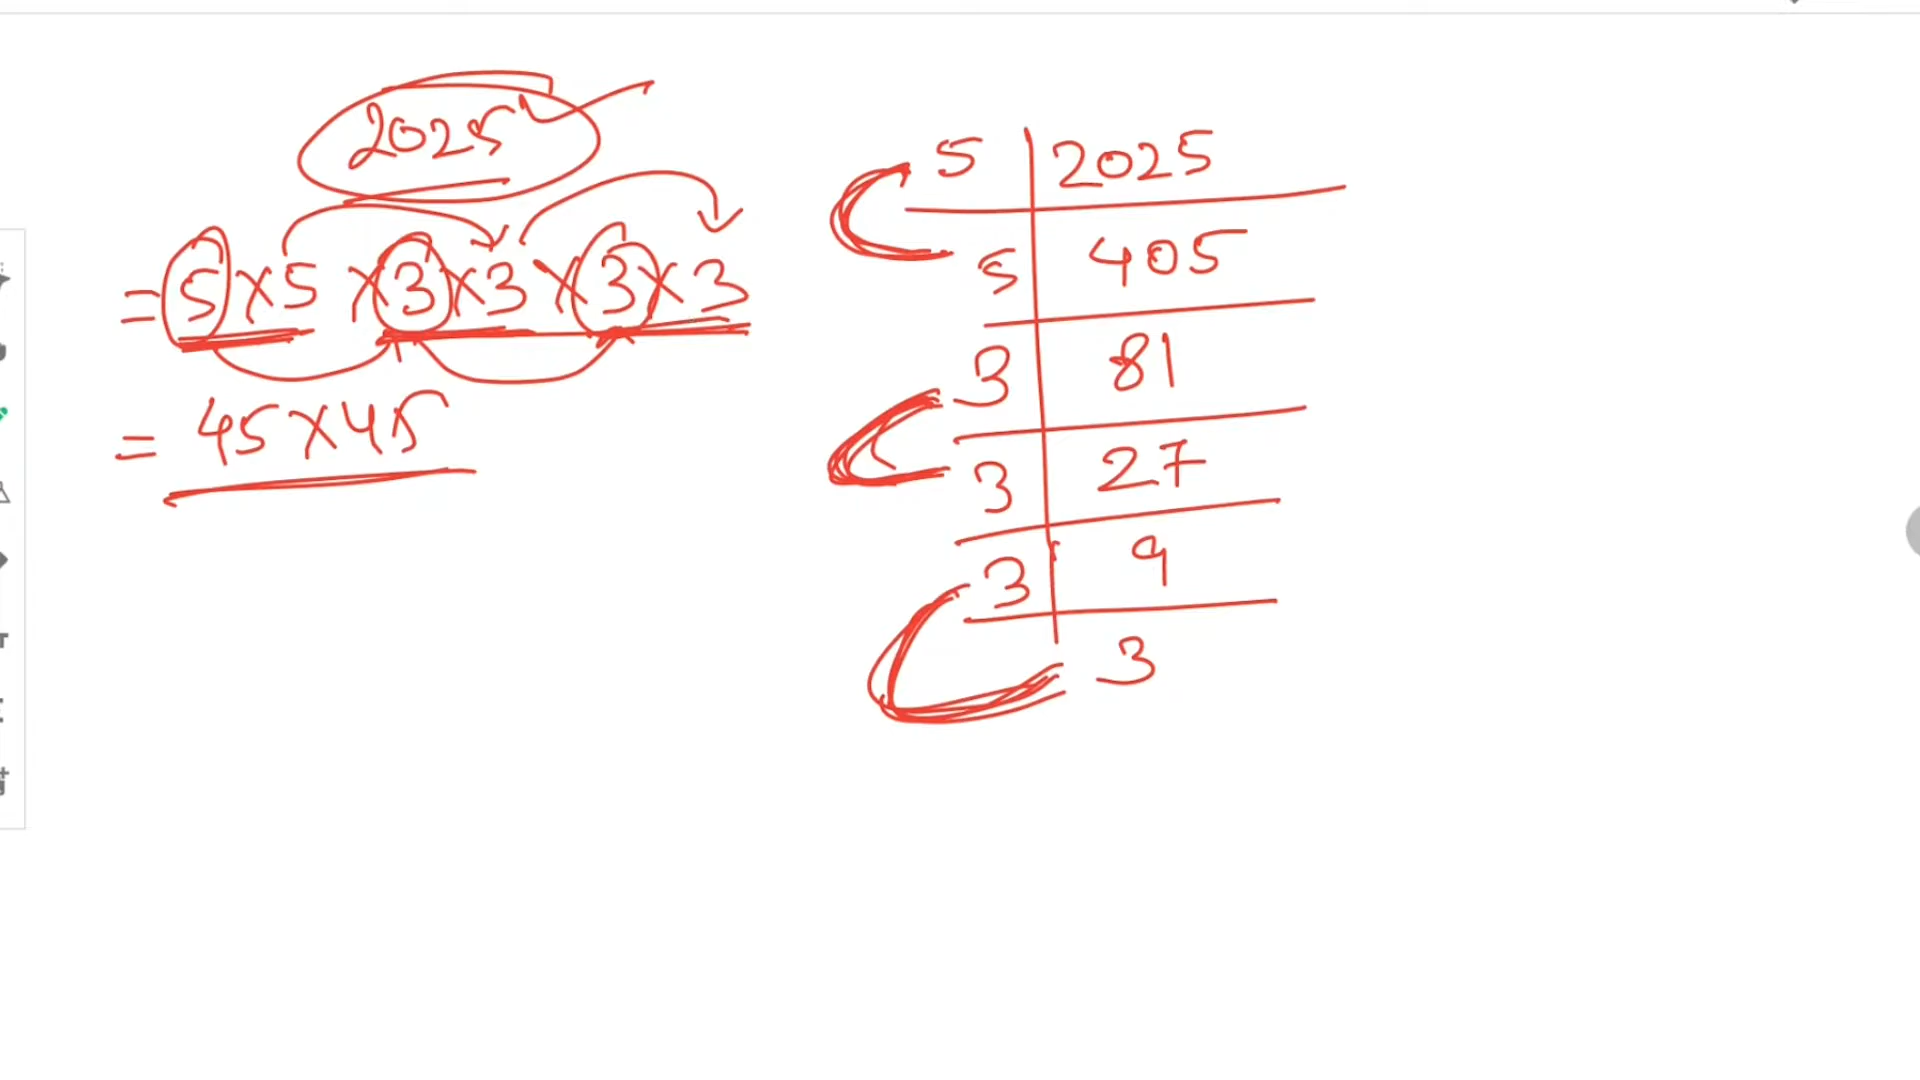 2025
= 5 × 5 × 3 × 3 × 3 × 3
= 45 × 45
5 | 2025
5 | 405
3 | 81
3 | 27
3 | 9
3